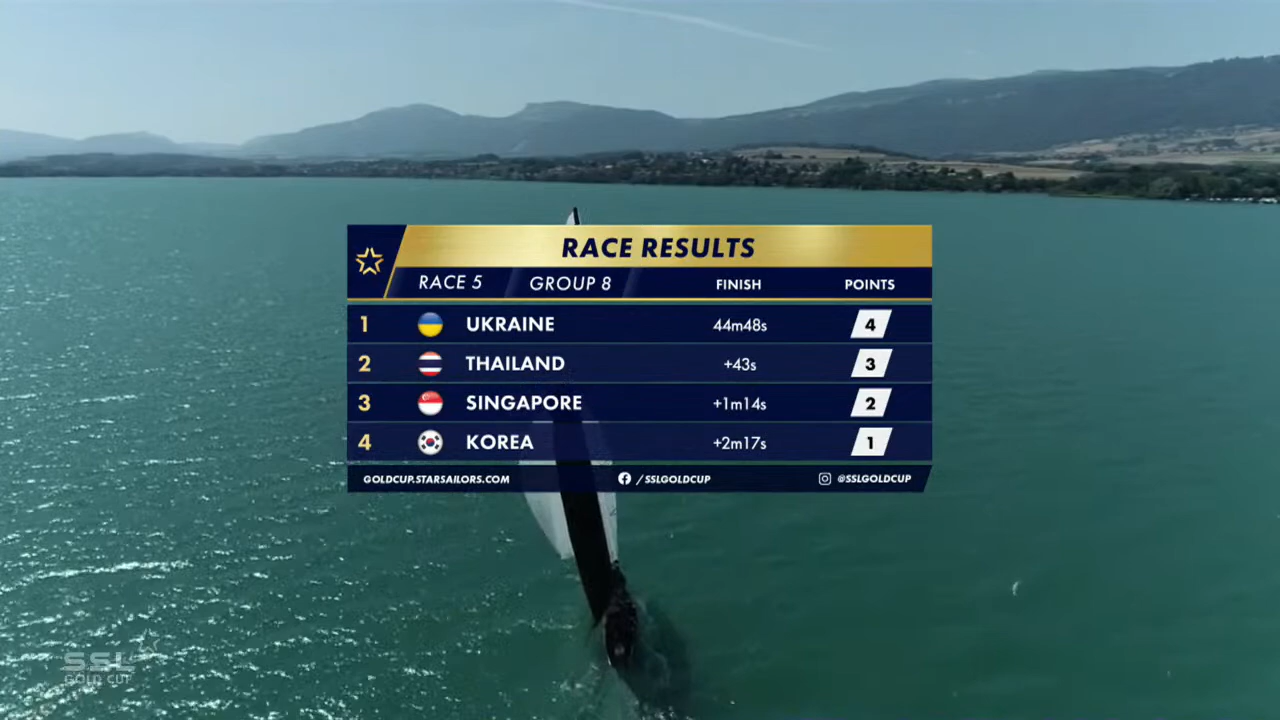 RACE RESULTS
RACE 5 GROUP 8 FINISH POINTS
1 UKRAINE 44m48s 4
2 THAILAND +43s 3
3 SINGAPORE +1m14s 2
4 KOREA +2m17s 1
GOLDCUP.STARSAILORS.COM /SSLGOLDCUP @SSLGOLDCUP
SSL
GOLD CUP